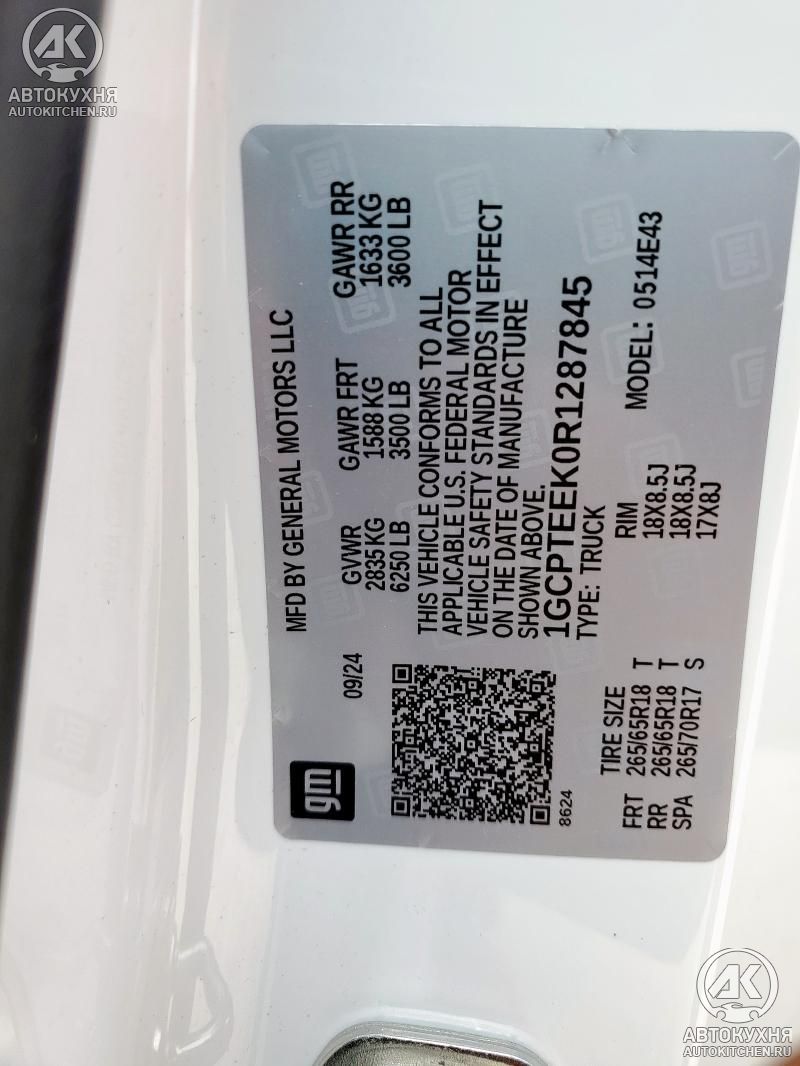 AK
АВТОКУХНЯ
AUTOKITCHEN.RU
MFD BY GENERAL MOTORS LLC
09/24
GVWR GAWR FRT GAWR RR
2835 KG 1588 KG 1633 KG
6250 LB 3500 LB 3600 LB
THIS VEHICLE CONFORMS TO ALL
APPLICABLE U.S. FEDERAL MOTOR
VEHICLE SAFETY STANDARDS IN EFFECT
ON THE DATE OF MANUFACTURE
SHOWN ABOVE.
1GCPTEEK0R1287845
TYPE: TRUCK
gm
8624
MODEL: 0514E43
TIRE SIZE RIM
FRT 265/65R18 T 18X8.5J
RR 265/65R18 T 18X8.5J
SPA 265/70R17 S 17X8J
AK
АВТОКУХНЯ
AUTOKITCHEN.RU